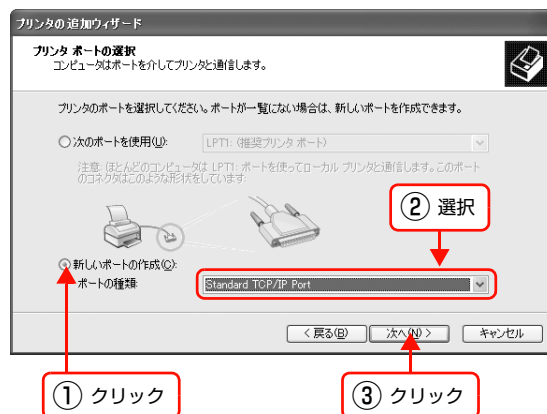 プリンタの追加ウィザード
プリンタ ポートの選択
コンピュータはポートを介してプリンタと通信します。
プリンタのポートを選択してください。ポートが一覧にない場合は、新しいポートを作成できます。
次のポートを使用(U):
LPT1: (推奨プリンタ ポート)
注意: ほとんどのコンピュータは LPT1: ポートを使ってローカル プリンタと通信します。このポート
のコネクタはこのような形状をしています:
② 選択
新しいポートの作成(C):
ポートの種類:
Standard TCP/IP Port
< 戻る(B)
次へ(N) >
キャンセル
① クリック
③ クリック